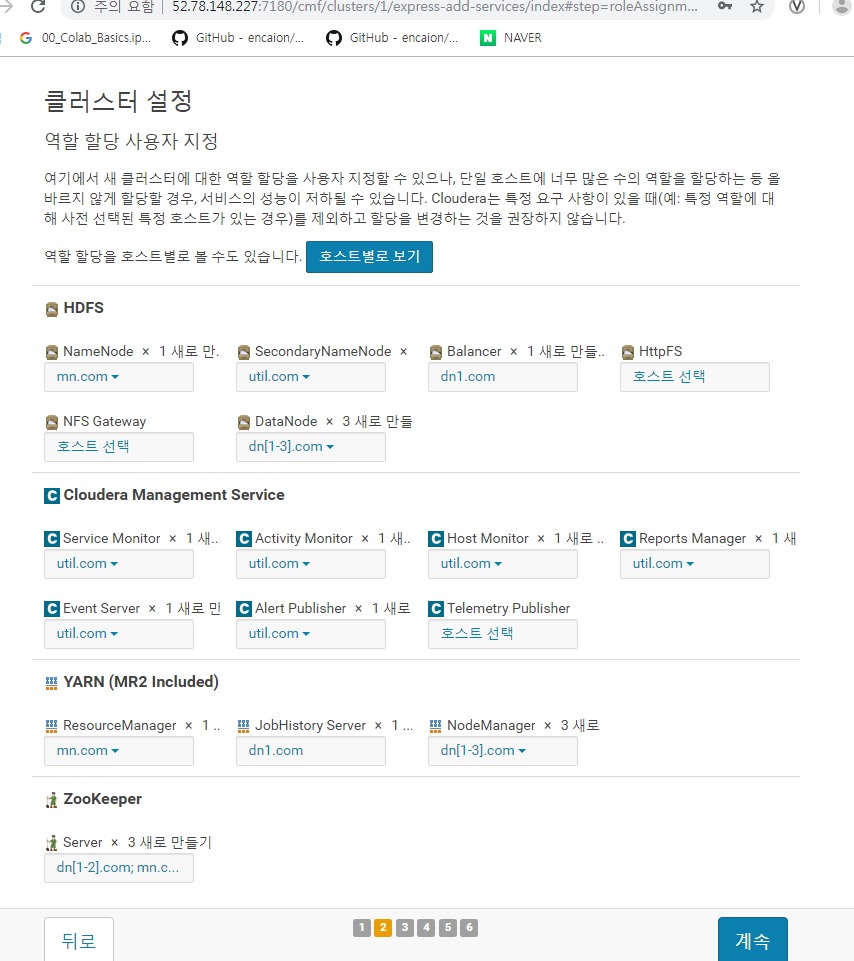 주의 요함 52.78.148.227:7180/cmf/clusters/1/express-add-services/index#step=roleAssignm...
00_Colab_Basics.ip... GitHub - encaion/... GitHub - encaion/... N NAVER
클러스터 설정
역할 할당 사용자 지정
여기에서 새 클러스터에 대한 역할 할당을 사용자 지정할 수 있으나, 단일 호스트에 너무 많은 수의 역할을 할당하는 등 올
바르지 않게 할당할 경우, 서비스의 성능이 저하될 수 있습니다. Cloudera는 특정 요구 사항이 있을 때(예: 특정 역할에 대
해 사전 선택된 특정 호스트가 있는 경우)를 제외하고 할당을 변경하는 것을 권장하지 않습니다.
역할 할당을 호스트별로 볼 수도 있습니다. 호스트별로 보기
HDFS
NameNode × 1 새로 만. SecondaryNameNode × Balancer × 1 새로 만들.. HttpFS
mn.com util.com dn1.com 호스트 선택
NFS Gateway DataNode × 3 새로 만들
호스트 선택 dn[1-3].com
C Cloudera Management Service
C Service Monitor × 1 새... C Activity Monitor × 1 새.. C Host Monitor × 1 새로 .. C Reports Manager × 1 새
util.com util.com util.com util.com
C Event Server × 1 새로 만 C Alert Publisher × 1 새로 C Telemetry Publisher
util.com util.com 호스트 선택
YARN (MR2 Included)
ResourceManager × 1 .. JobHistory Server × 1 ... NodeManager × 3 새로
mn.com dn1.com dn[1-3].com
ZooKeeper
Server × 3 새로 만들기
dn[1-2].com; mn.c...
뒤로 1 2 3 4 5 6 계속